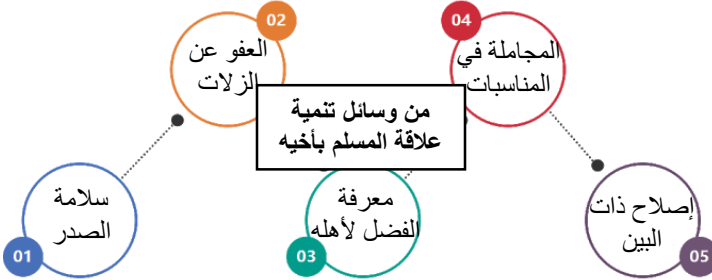 من وسائل تنمية
علاقة المسلم بأخيه
01
سلامة
الصدر
02
العفو عن
الزلات
03
معرفة
الفضل لأهله
04
المجاملة في
المناسبات
05
إصلاح ذات
البين